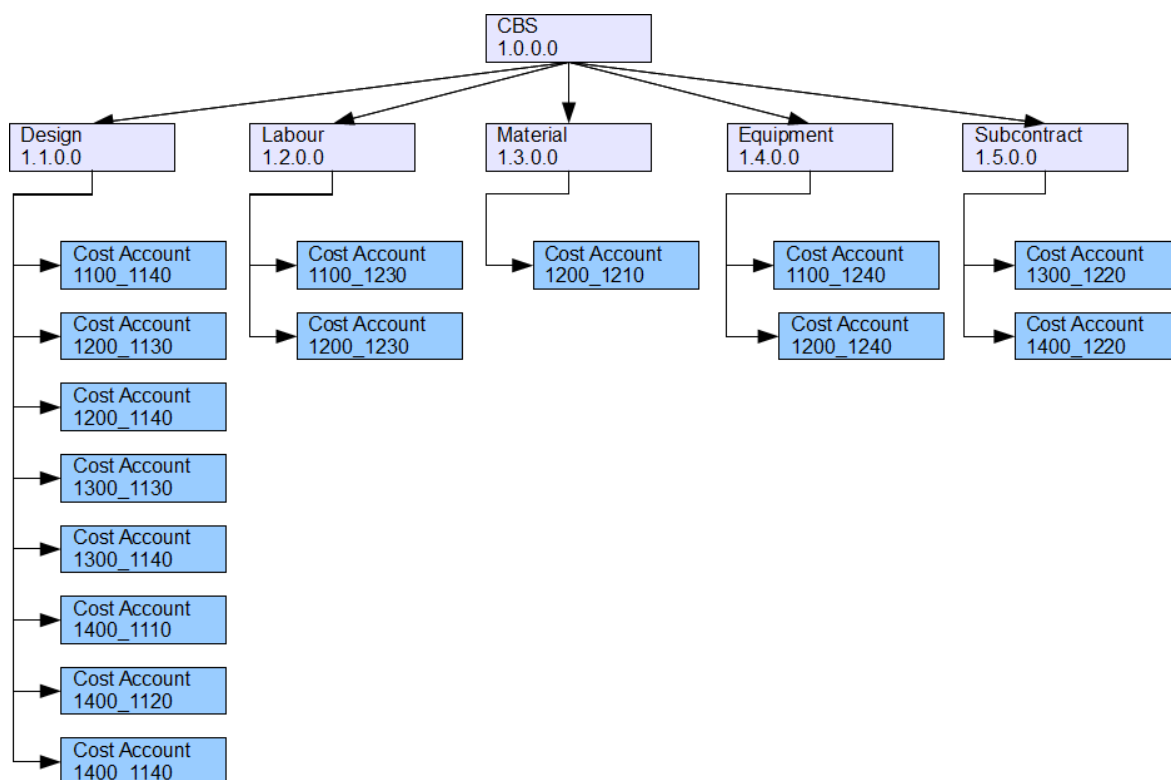 CBS
1.0.0.0
Design
1.1.0.0
Labour
1.2.0.0
Material
1.3.0.0
Equipment
1.4.0.0
Subcontract
1.5.0.0
Cost Account
1100_1140
Cost Account
1200_1130
Cost Account
1200_1140
Cost Account
1300_1130
Cost Account
1300_1140
Cost Account
1400_1110
Cost Account
1400_1120
Cost Account
1400_1140
Cost Account
1100_1230
Cost Account
1200_1230
Cost Account
1200_1210
Cost Account
1100_1240
Cost Account
1200_1240
Cost Account
1300_1220
Cost Account
1400_1220